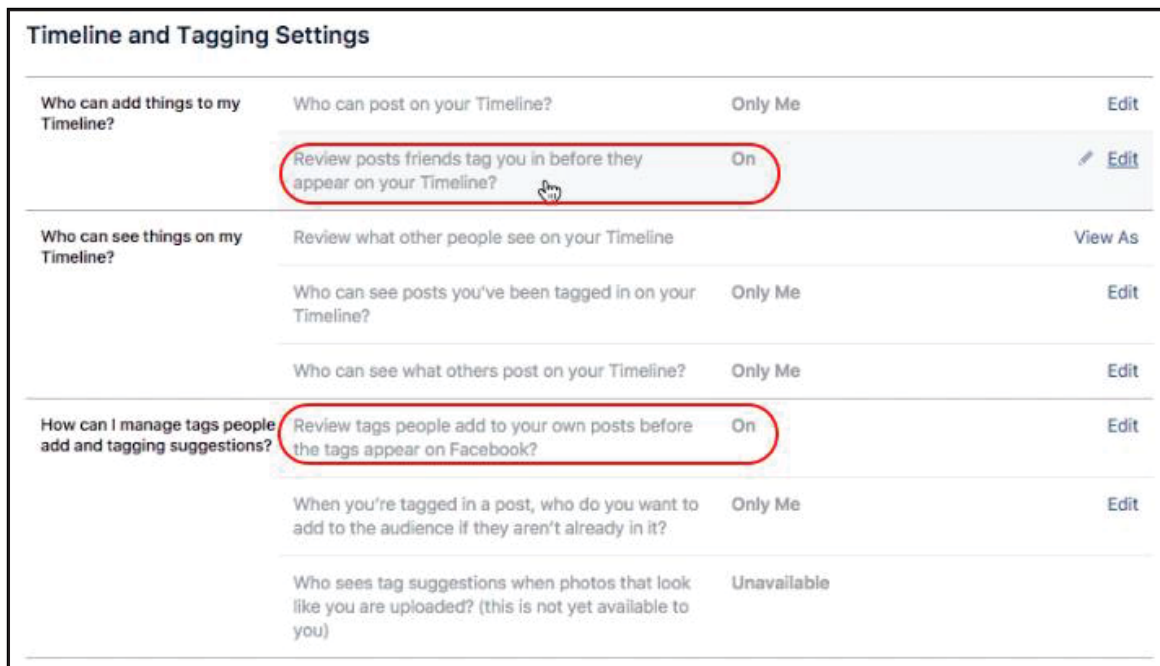 Timeline and Tagging Settings
Who can add things to my
Timeline?
Who can post on your Timeline?
Only Me
Edit
Review posts friends tag you in before they
appear on your Timeline?
On
Edit
Who can see things on my
Timeline?
Review what other people see on your Timeline
View As
Who can see posts you've been tagged in on your
Timeline?
Only Me
Edit
Who can see what others post on your Timeline?
Only Me
Edit
How can I manage tags people
add and tagging suggestions?
Review tags people add to your own posts before
the tags appear on Facebook?
On
Edit
When you're tagged in a post, who do you want to
add to the audience if they aren't already in it?
Only Me
Edit
Who sees tag suggestions when photos that look
like you are uploaded? (this is not yet available to
you)
Unavailable